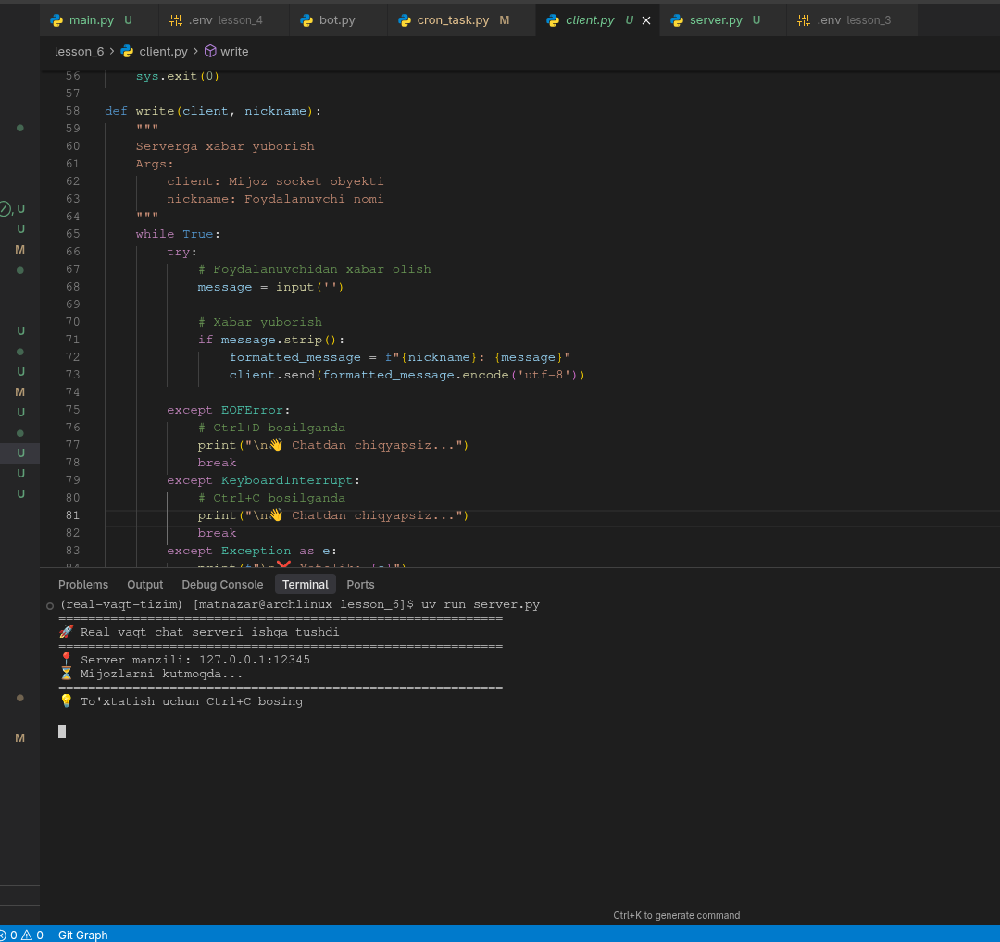 main.py U .env lesson_4 bot.py cron_task.py M client.py U server.py U .env lesson_3
lesson_6 > client.py > write
56 sys.exit(0)
57
58 def write(client, nickname):
59 """
60 Serverga xabar yuborish
61 Args:
62 client: Mijoz socket obyekti
63 nickname: Foydalanuvchi nomi
64 """
65 while True:
66 try:
67 # Foydalanuvchidan xabar olish
68 message = input('')
69
70 # Xabar yuborish
71 if message.strip():
72 formatted_message = f"{nickname}: {message}"
73 client.send(formatted_message.encode('utf-8'))
74
75 except EOFError:
76 # Ctrl+D bosilganda
77 print("\n👋 Chatdan chiqyapsiz...")
78 break
79 except KeyboardInterrupt:
80 # Ctrl+C bosilganda
81 print("\n👋 Chatdan chiqyapsiz...")
82 break
83 except Exception as e:
84 print(f"\n❌ Xatolik: {e}")
U
U
M
U
U
M
U
U
U
U
M
Problems Output Debug Console Terminal Ports
(real-vaqt-tizim) [matnazar@archlinux lesson_6]$ uv run server.py
============================================================
🚀 Real vaqt chat serveri ishga tushdi
============================================================
📍 Server manzili: 127.0.0.1:12345
⏳ Mijozlarni kutmoqda...
============================================================
💡 To'xtatish uchun Ctrl+C bosing
Ctrl+K to generate command
0 0 Git Graph